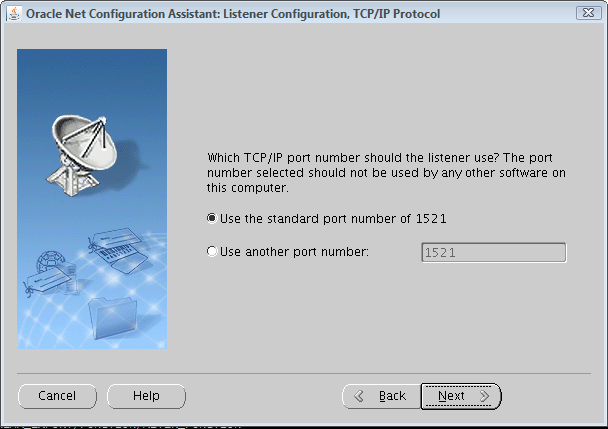 Oracle Net Configuration Assistant: Listener Configuration, TCP/IP Protocol
Which TCP/IP port number should the listener use? The port
number selected should not be used by any other software on
this computer.
Use the standard port number of 1521
Use another port number:
1521
Cancel
Help
Back
Next